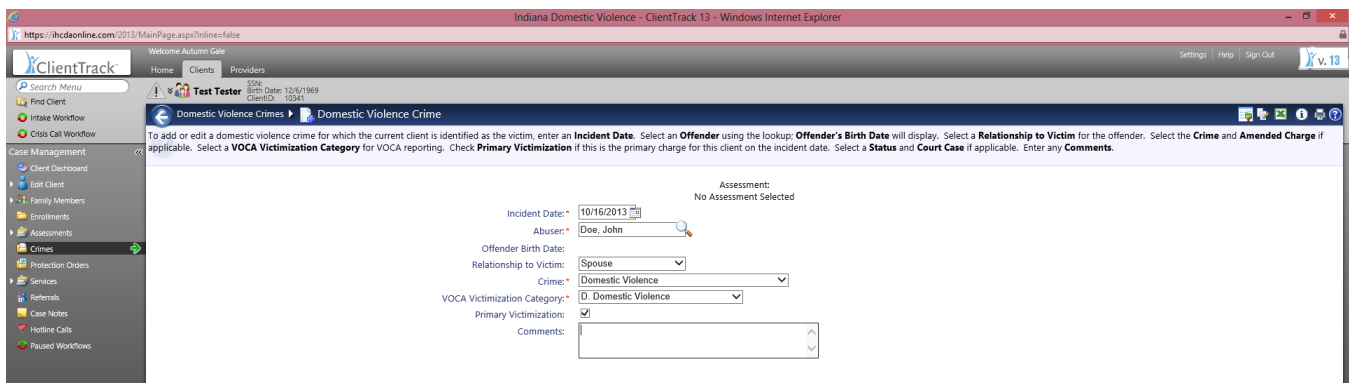 Indiana Domestic Violence - ClientTrack 13 - Windows Internet Explorer
https://ihcdaonline.com/2013/MainPage.aspx?Inline=false
ClientTrack
Welcome Autumn Gale
Settings | Help | Sign Out
v. 13
Home Clients Providers
Search Menu
Find Client
Intake Workflow
Crisis Call Workflow
Test Tester
SSN:
Birth Date: 12/6/1969
ClientID: 10341
Domestic Violence Crimes Domestic Violence Crime
To add or edit a domestic violence crime for which the current client is identified as the victim, enter an Incident Date. Select an Offender using the lookup; Offender's Birth Date will display. Select a Relationship to Victim for the offender. Select the Crime and Amended Charge if
applicable. Select a VOCA Victimization Category for VOCA reporting. Check Primary Victimization if this is the primary charge for this client on the incident date. Select a Status and Court Case if applicable. Enter any Comments.
Case Management
Client Dashboard
Edit Client
Family Members
Enrollments
Assessments
Crimes
Protection Orders
Services
Referrals
Case Notes
Hotline Calls
Paused Workflows
Assessment:
No Assessment Selected
Incident Date:* 10/16/2013
Abuser:* Doe, John
Offender Birth Date:
Relationship to Victim: Spouse
Crime:* Domestic Violence
VOCA Victimization Category:* D. Domestic Violence
Primary Victimization:
Comments: